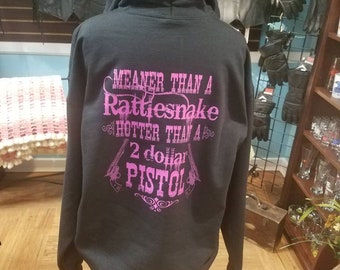 MEANER THAN A
Rattlesnake
HOTTER THAN A
2 dollar
PISTOL